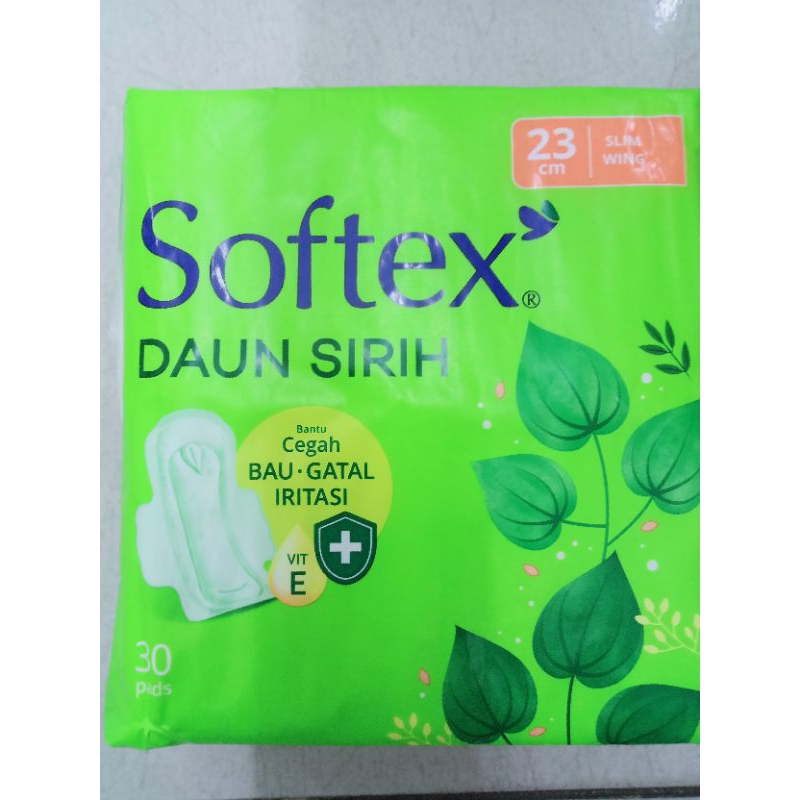 23
cm
SLIM
WING
Softex®
DAUN SIRIH
Bantu
Cegah
BAU • GATAL
IRITASI
VIT
E
30
pads